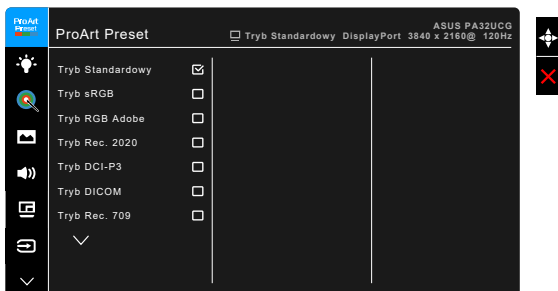 ProArt
Preset
ProArt Preset
ASUS PA32UCG
Tryb Standardowy DisplayPort 3840 x 2160@ 120Hz
Tryb Standardowy
Tryb sRGB
Tryb RGB Adobe
Tryb Rec. 2020
Tryb DCI-P3
Tryb DICOM
Tryb Rec. 709